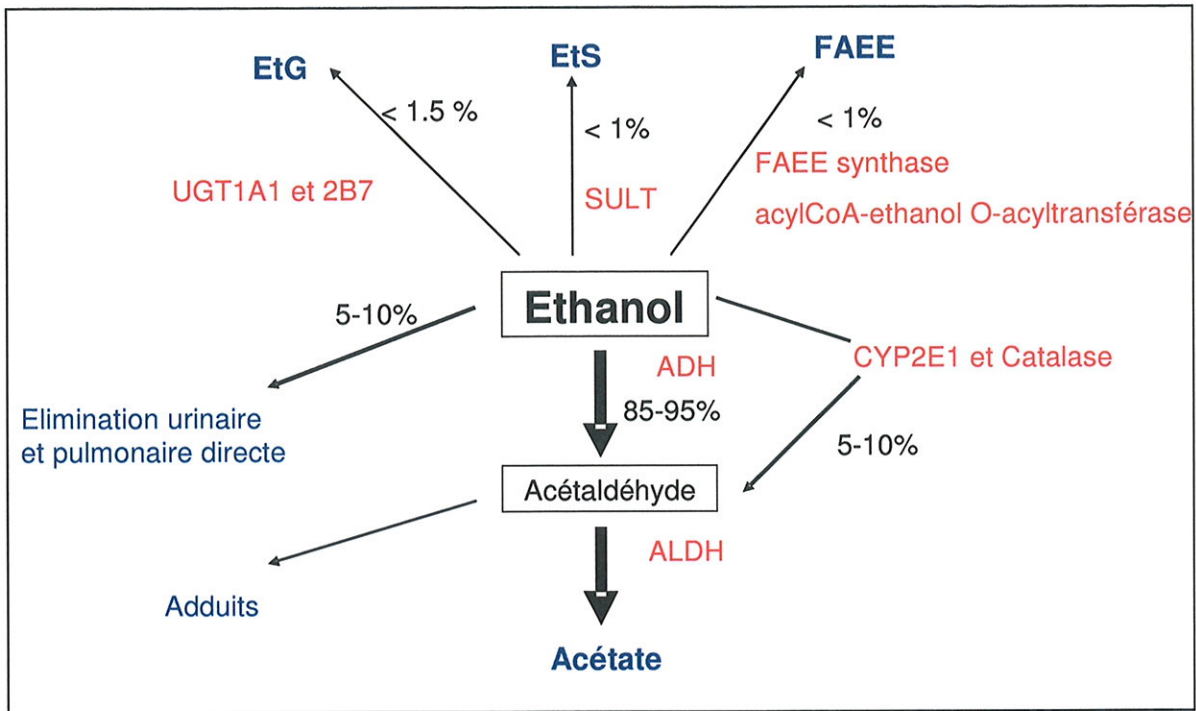 EtG
EtS
FAEE
< 1.5 %
< 1%
< 1%
UGT1A1 et 2B7
SULT
FAEE synthase
acylCoA-ethanol O-acyltransférase
Ethanol
5-10%
ADH
CYP2E1 et Catalase
85-95%
Elimination urinaire
et pulmonaire directe
5-10%
Acétaldéhyde
ALDH
Adduits
Acétate